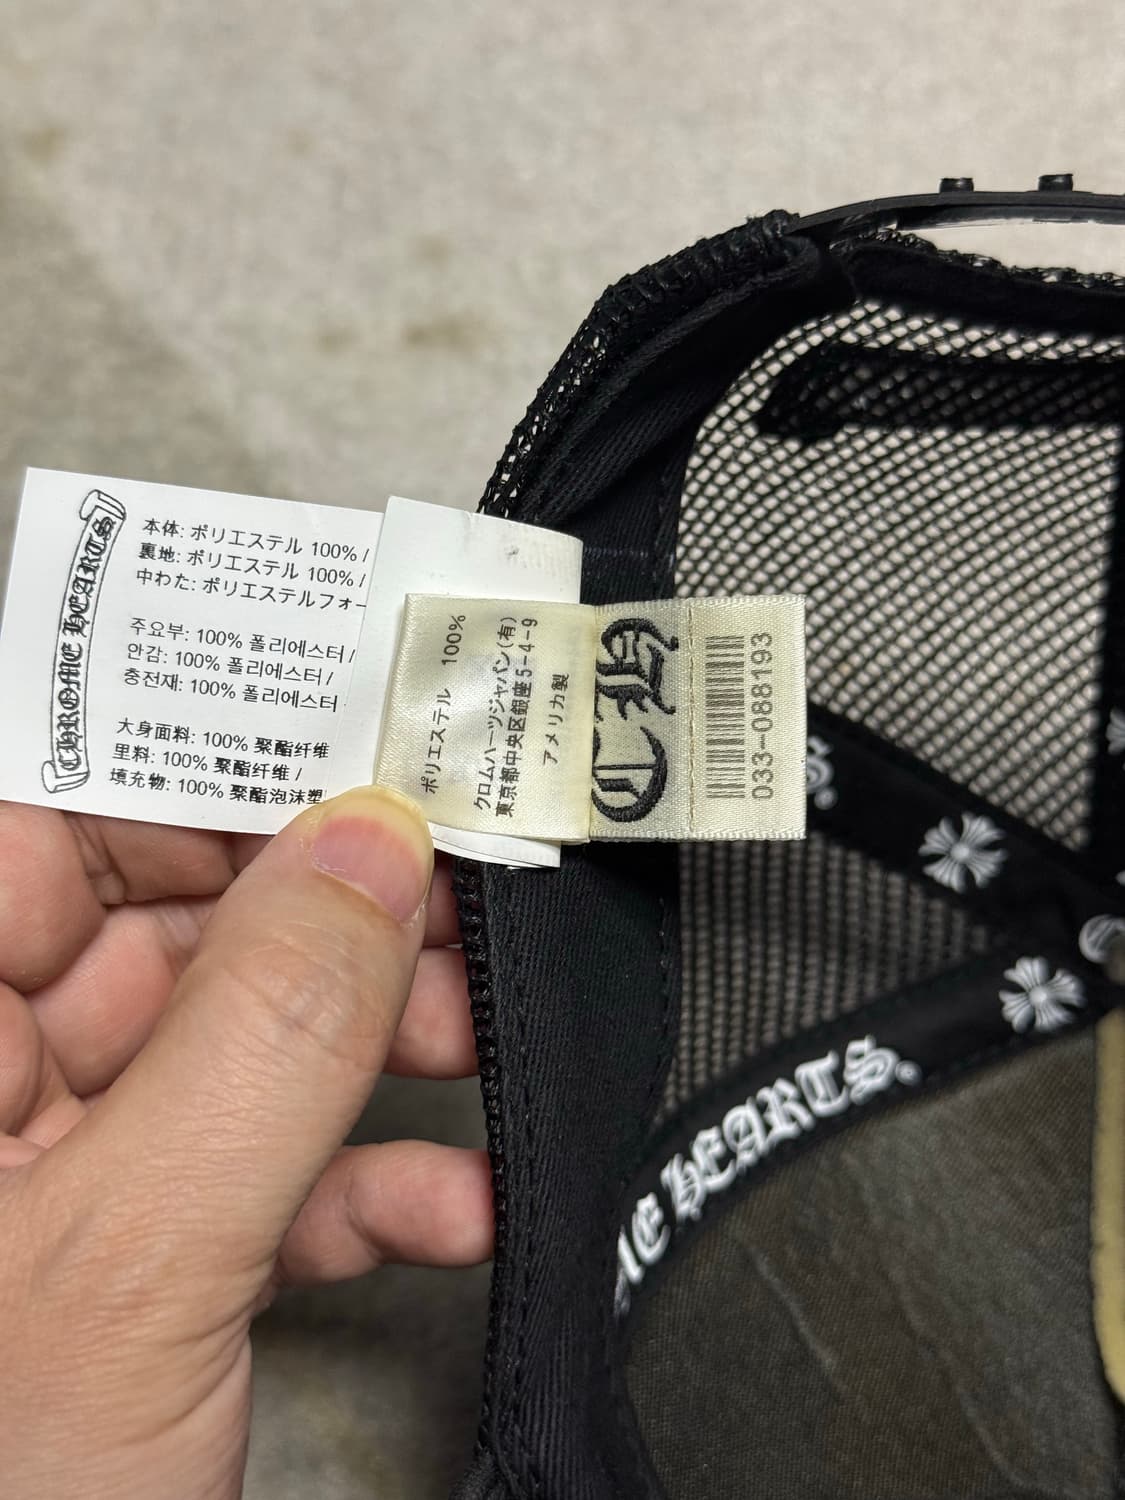 CHROME HEARTS
本体: ポリエステル 100% /
裏地: ポリエステル 100% /
中わた: ポリエステルフォー
주요부: 100% 폴리에스터 /
안감: 100% 폴리에스터 /
충전재: 100% 폴리에스터
大身面料: 100% 聚酯纤维
里料: 100% 聚酯纤维 /
填充物: 100% 聚酯泡沫塑
ポリエステル 100%
クロムハーツジャパン(有)
東京都中央区銀座5-4-9
アメリカ製
CH
033-088193
HEARTS